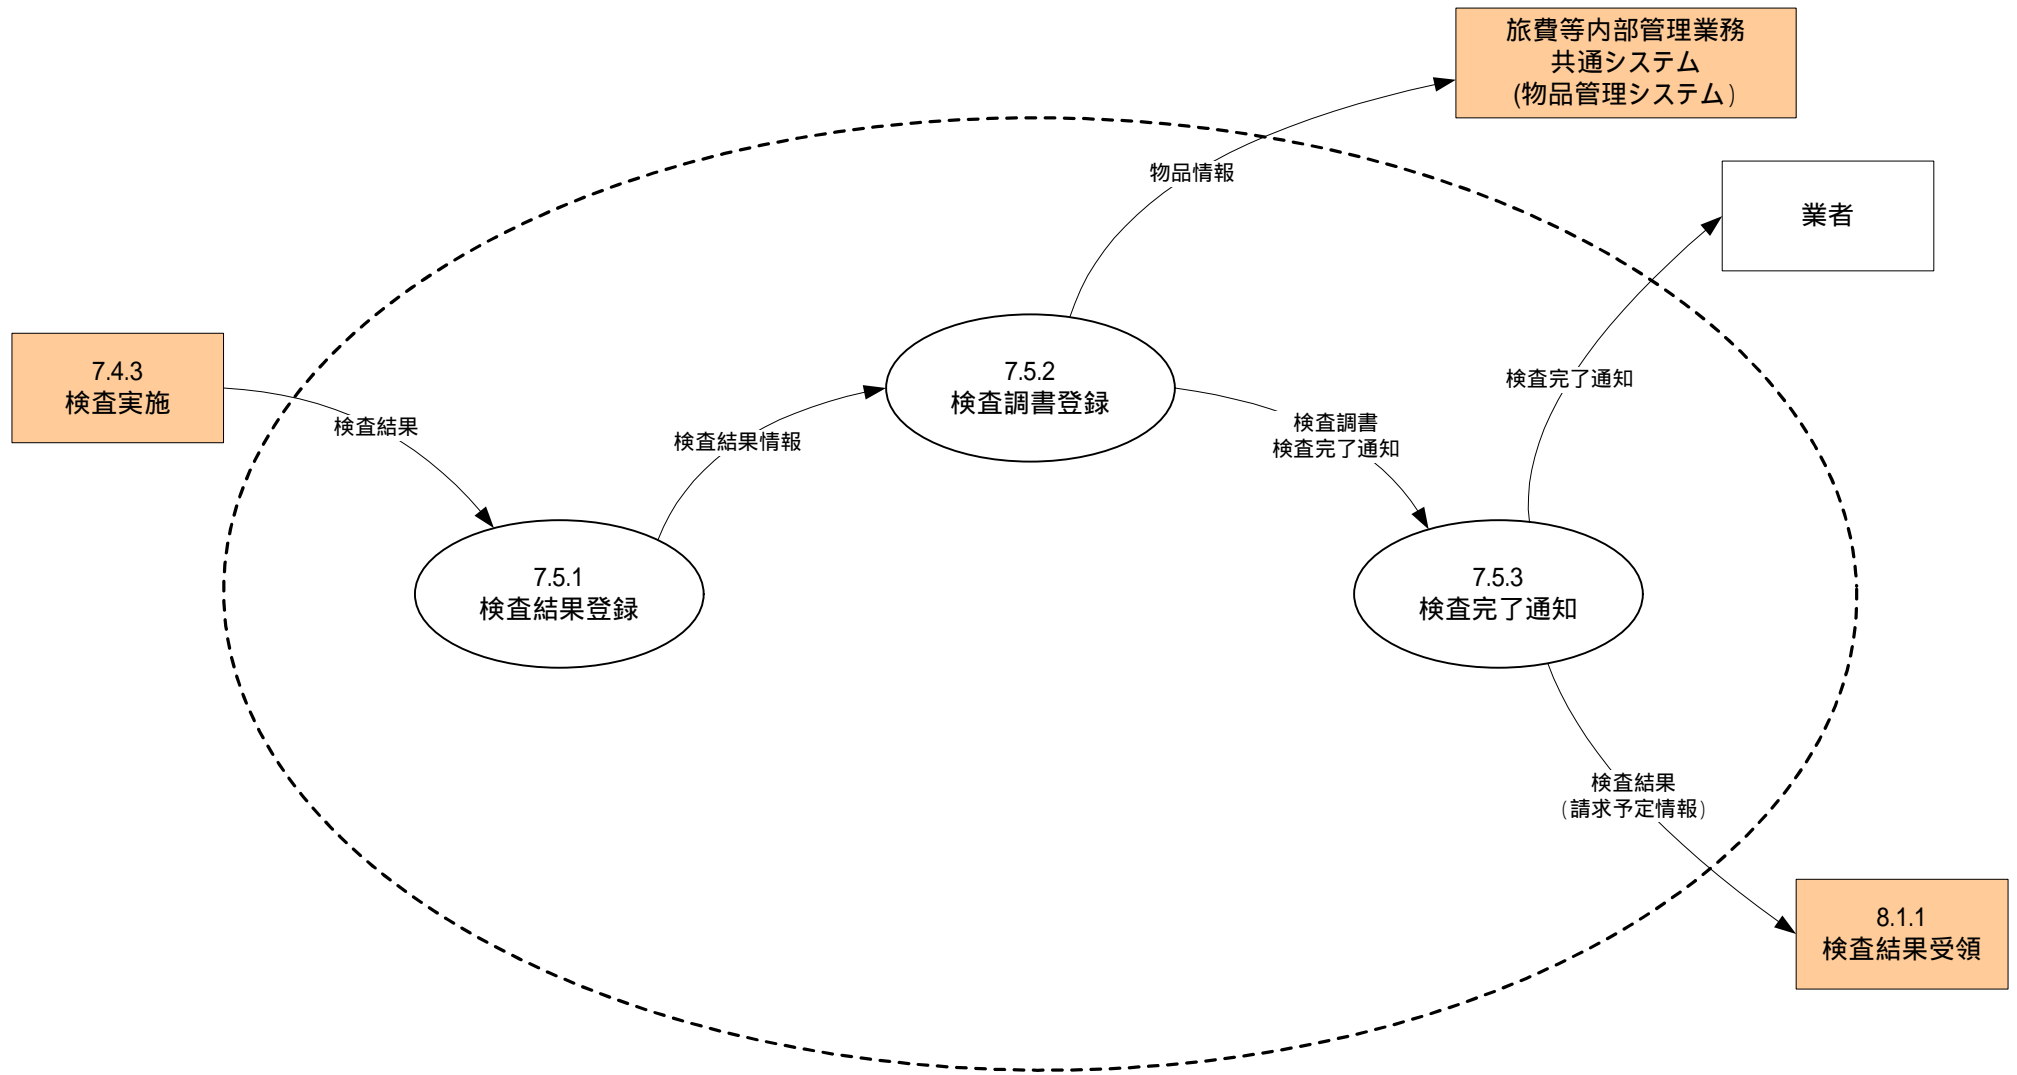 旅費等内部管理業務
共通システム
(物品管理システム)
物品情報
業者
7.4.3
検査実施
検査結果
7.5.2
検査調書登録
検査完了通知
検査結果情報
検査調書
検査完了通知
7.5.1
検査結果登録
7.5.3
検査完了通知
検査結果
(請求予定情報)
8.1.1
検査結果受領